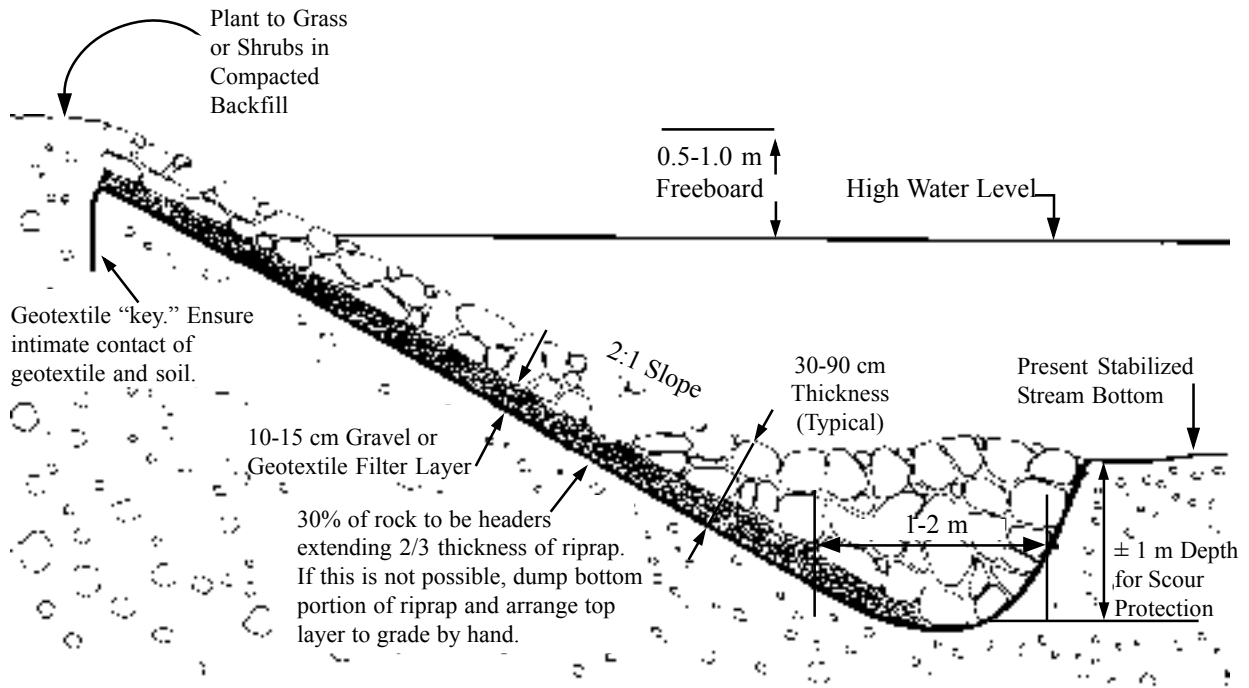 Plant to Grass
or Shrubs in
Compacted
Backfill
0.5-1.0 m
Freeboard
High Water Level
Geotextile “key.” Ensure
intimate contact of
geotextile and soil.
2:1 Slope
30-90 cm
Thickness
(Typical)
Present Stabilized
Stream Bottom
10-15 cm Gravel or
Geotextile Filter Layer
30% of rock to be headers
extending 2/3 thickness of riprap.
If this is not possible, dump bottom
portion of riprap and arrange top
layer to grade by hand.
1-2 m
± 1 m Depth
for Scour
Protection